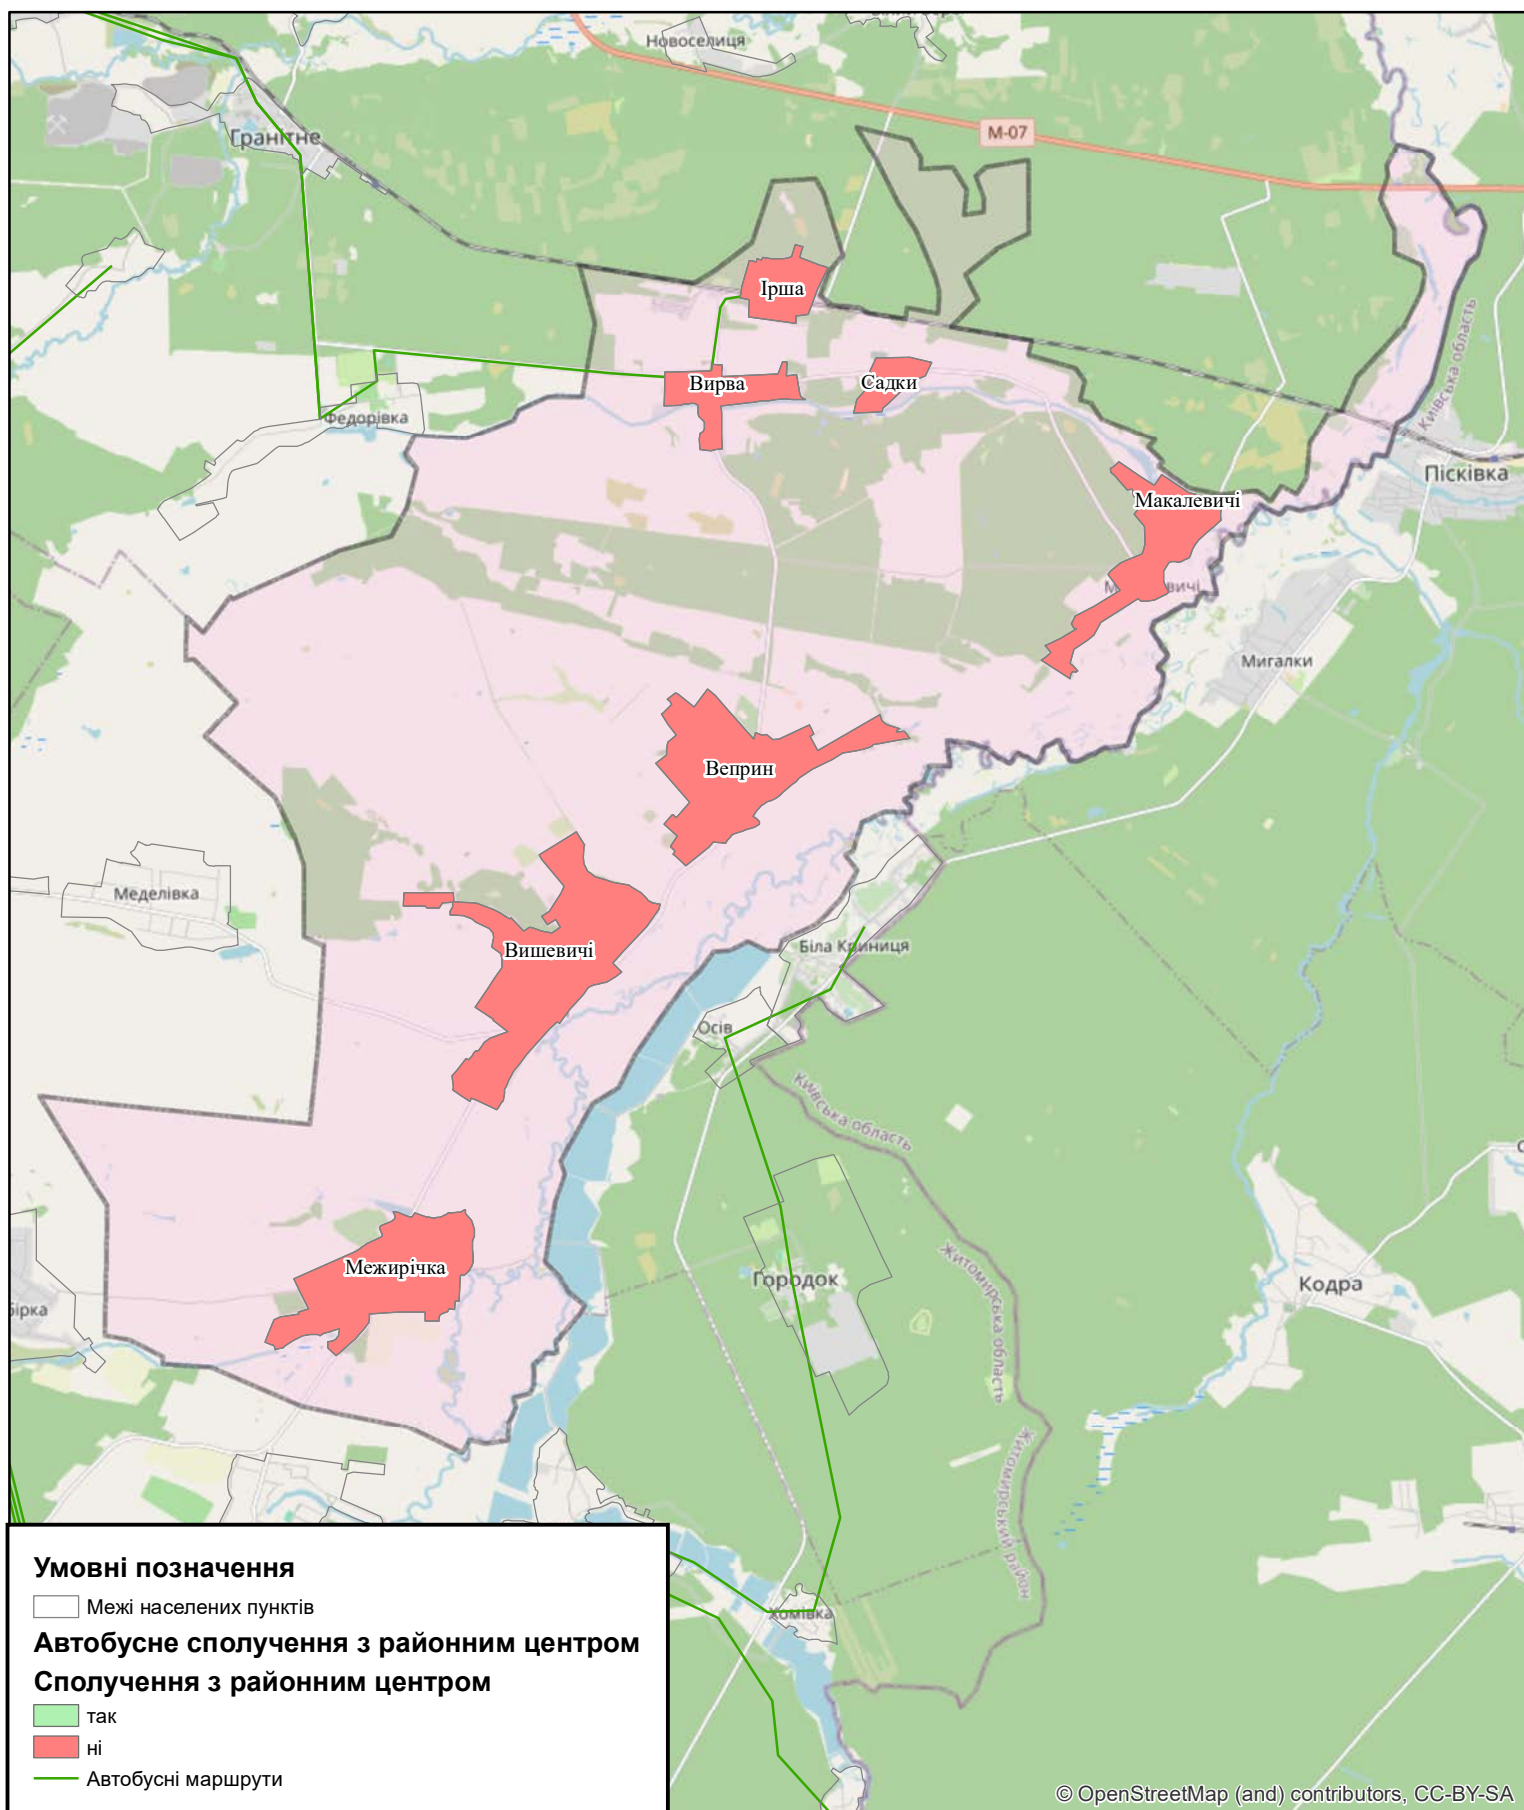 Новоселиця
М-07
Гранітне
Ірша
Київська область
Вирва
Садки
Федорівка
Пісківка
Макалевичі
Мигалки
Веприн
Меделівка
Вишевичі
Біла Криниця
Осів
Київська область
Житомирська область
Межирічка
Городок
Кодра
бірка
Житомирський район
Хомівка
Умовні позначення
Межі населених пунктів
Автобусне сполучення з районним центром
Сполучення з районним центром
так
ні
Автобусні маршрути
© OpenStreetMap (and) contributors, CC-BY-SA